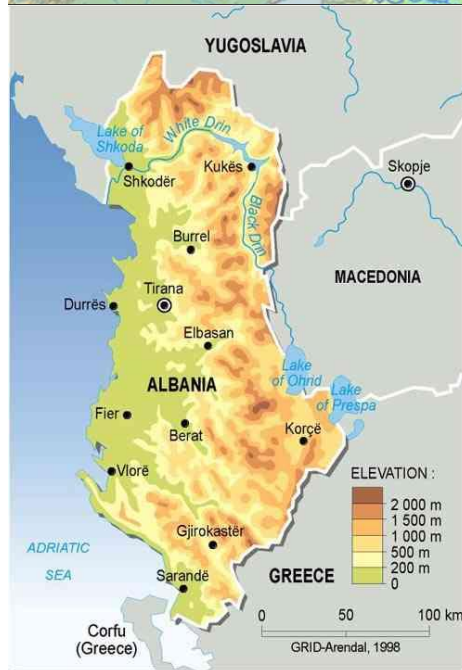 YUGOSLAVIA
Lake of
Shkoda
White Drin
Shkodër
Kukës
Skopje
Black Drin
Burrel
MACEDONIA
Tirana
Durrës
Elbasan
Lake
of Ohrid
ALBANIA
Lake
of Prespa
Fier
Berat
Korçë
Vlorë
ELEVATION :
2 000 m
1 500 m
1 000 m
500 m
200 m
0
Gjirokastër
ADRIATIC
SEA
GREECE
Sarandë
Corfu
(Greece)
0 50 100 km
GRID-Arendal, 1998